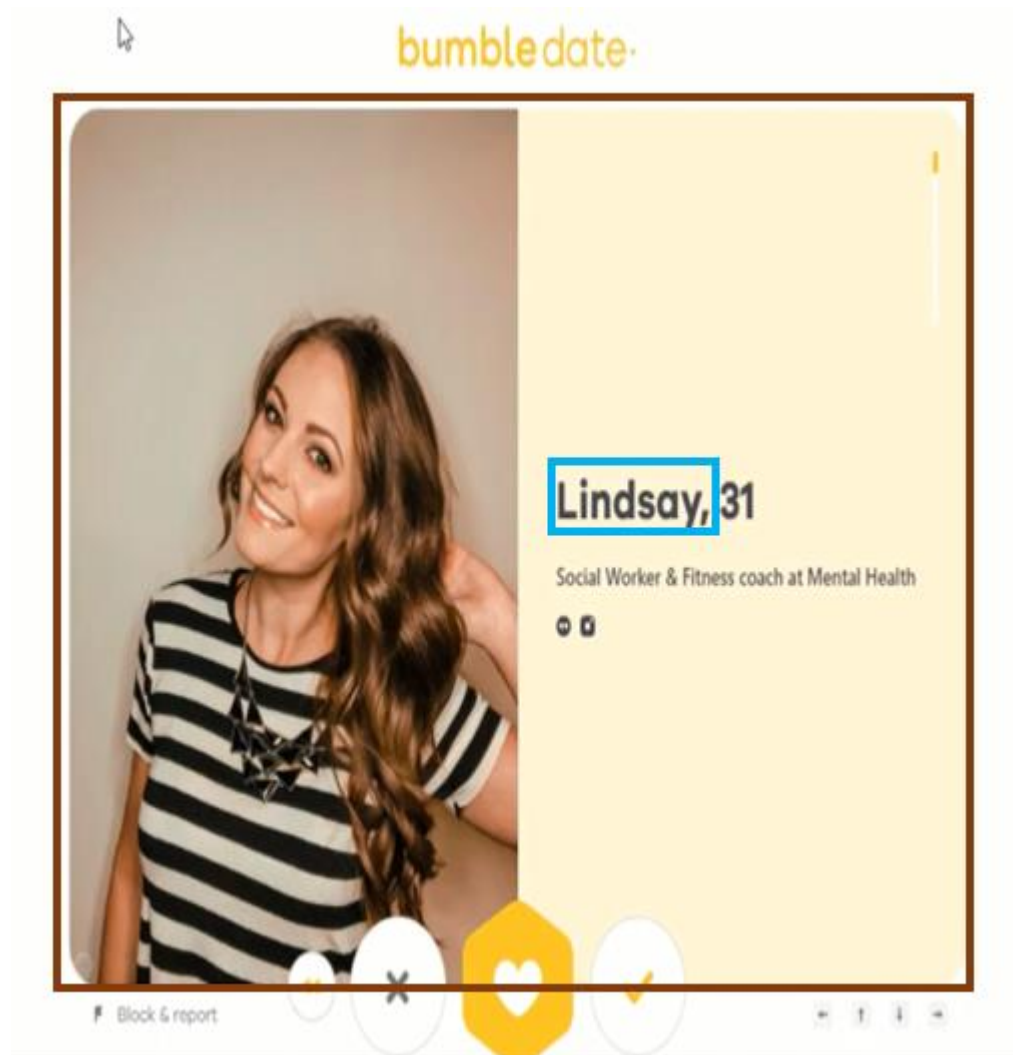 bumble date
Lindsay, 31
Social Worker & Fitness coach at Mental Health
Block & report